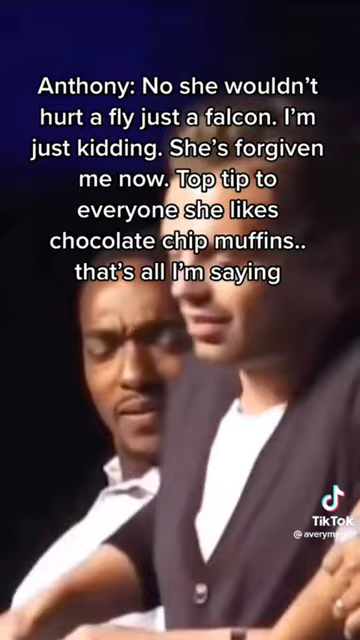 Anthony: No she wouldn’t
hurt a fly just a falcon. I’m
just kidding. She’s forgiven
me now. Top tip to
everyone she likes
chocolate chip muffins..
that’s all I’m saying
TikTok